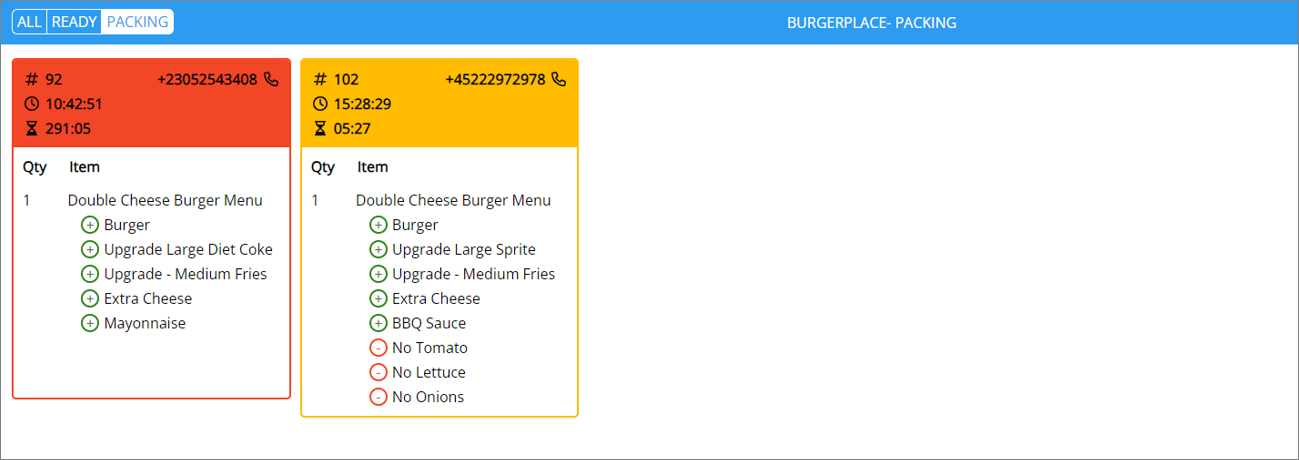 ALL READY PACKING
BURGERPLACE- PACKING
# 92 +23052543408
10:42:51
291:05
Qty Item
1 Double Cheese Burger Menu
+ Burger
+ Upgrade Large Diet Coke
+ Upgrade - Medium Fries
+ Extra Cheese
+ Mayonnaise
# 102 +45222972978
15:28:29
05:27
Qty Item
1 Double Cheese Burger Menu
+ Burger
+ Upgrade Large Sprite
+ Upgrade - Medium Fries
+ Extra Cheese
+ BBQ Sauce
- No Tomato
- No Lettuce
- No Onions